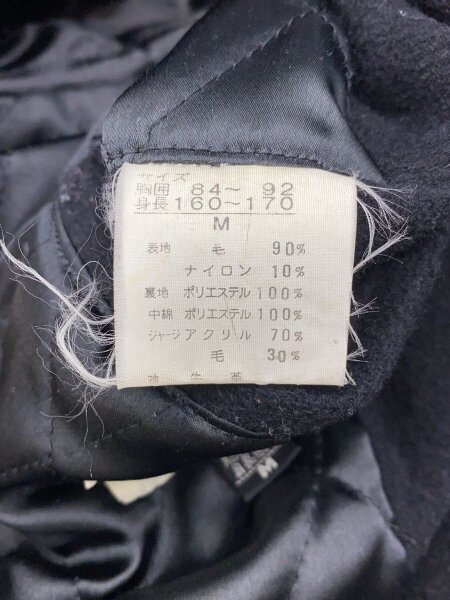 サイズ
胸囲 84～ 92
身長 160～170
M
表地 毛 90%
ナイロン 10%
裏地 ポリエステル 100%
中綿 ポリエステル 100%
ジャージ アクリル 70%
毛 30%
牛革
M